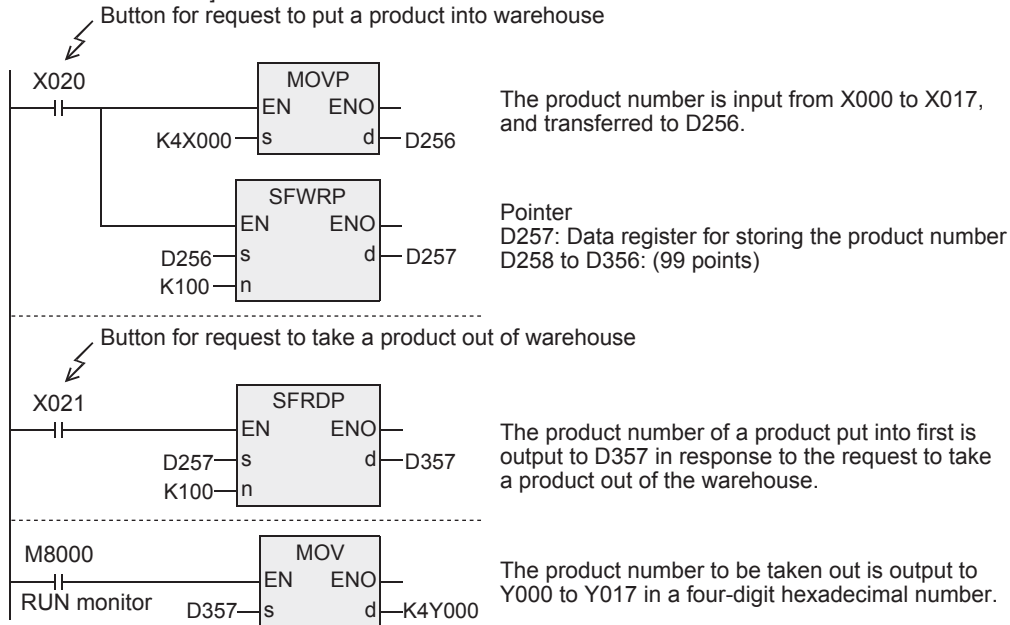 Button for request to put a product into warehouse
X020
MOVP
EN ENO
K4X000 s d D256
The product number is input from X000 to X017,
and transferred to D256.
SFWRP
EN ENO
D256 s d D257
K100 n
Pointer
D257: Data register for storing the product number
D258 to D356: (99 points)
Button for request to take a product out of warehouse
X021
SFRDP
EN ENO
D257 s d D357
K100 n
The product number of a product put into first is
output to D357 in response to the request to take
a product out of the warehouse.
M8000
RUN monitor
MOV
EN ENO
D357 s d K4Y000
The product number to be taken out is output to
Y000 to Y017 in a four-digit hexadecimal number.